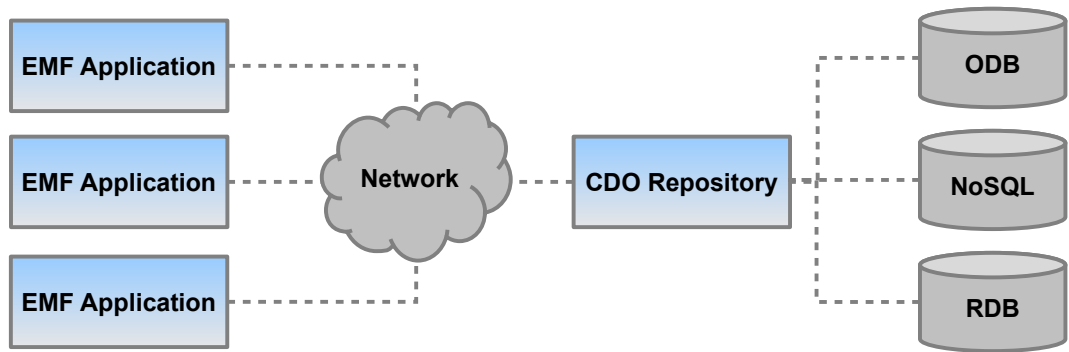 EMF Application
EMF Application
EMF Application
Network
CDO Repository
ODB
NoSQL
RDB